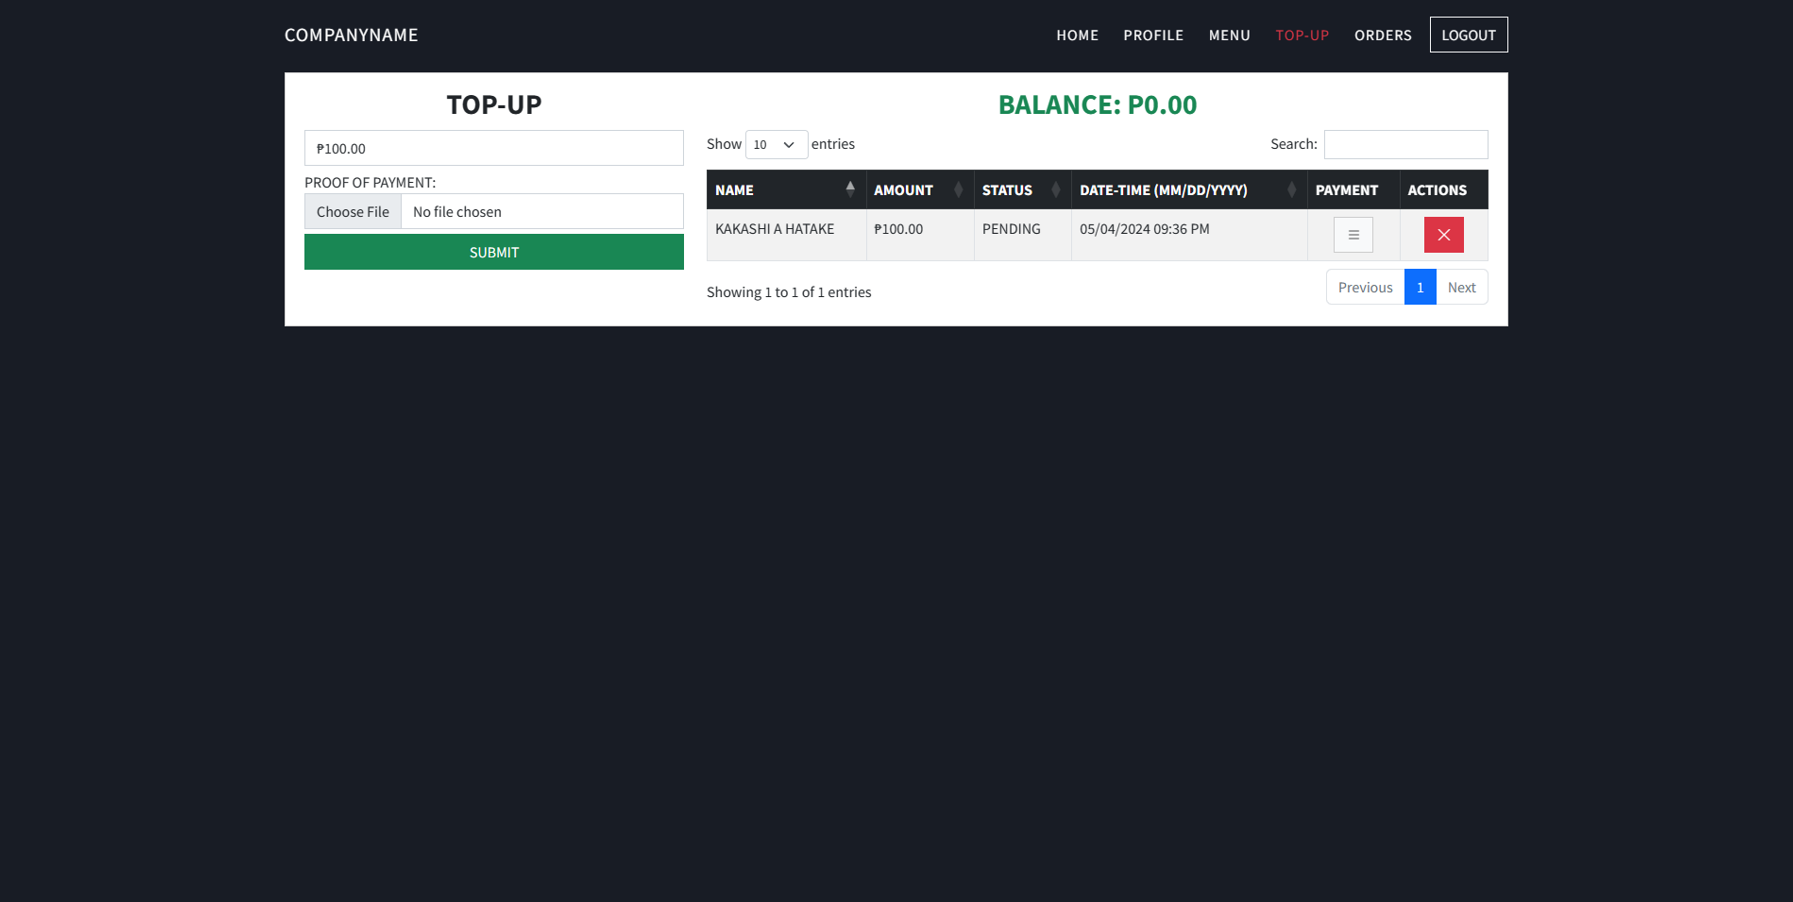 COMPANYNAME HOME PROFILE MENU TOP-UP ORDERS LOGOUT
TOP-UP
₱100.00
PROOF OF PAYMENT:
Choose File No file chosen
SUBMIT
BALANCE: P0.00
Show 10 entries Search:
NAME AMOUNT STATUS DATE-TIME (MM/DD/YYYY) PAYMENT ACTIONS
KAKASHI A HATAKE ₱100.00 PENDING 05/04/2024 09:36 PM
Showing 1 to 1 of 1 entries Previous 1 Next